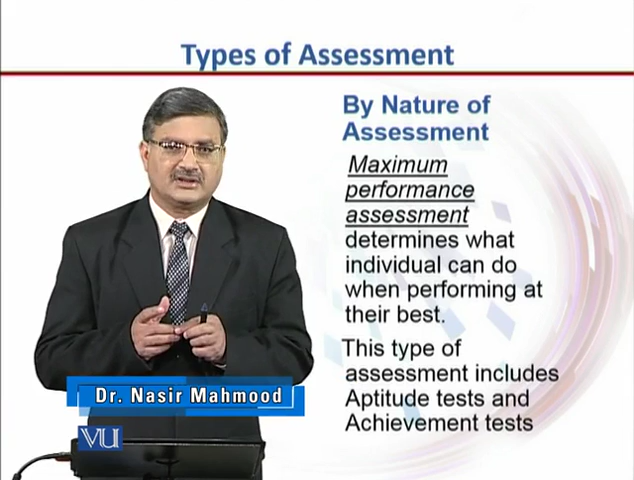 Types of Assessment
By Nature of
Assessment
Maximum
performance
assessment
determines what
individual can do
when performing at
their best.
This type of
assessment includes
Aptitude tests and
Achievement tests
Dr. Nasir Mahmood
VU